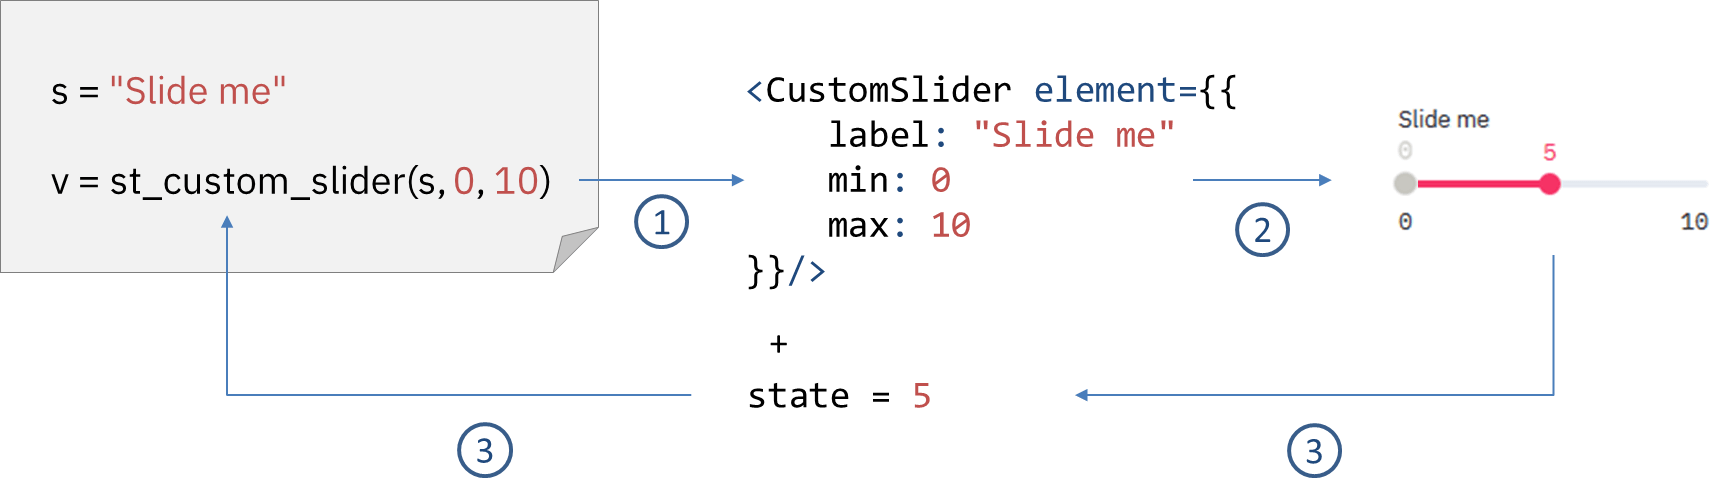 s = "Slide me"
v = st_custom_slider(s, 0, 10)
1
<CustomSlider element={{
label: "Slide me"
min: 0
max: 10
}}/>
+
state = 5
2
Slide me
0 5
0 10
3
3